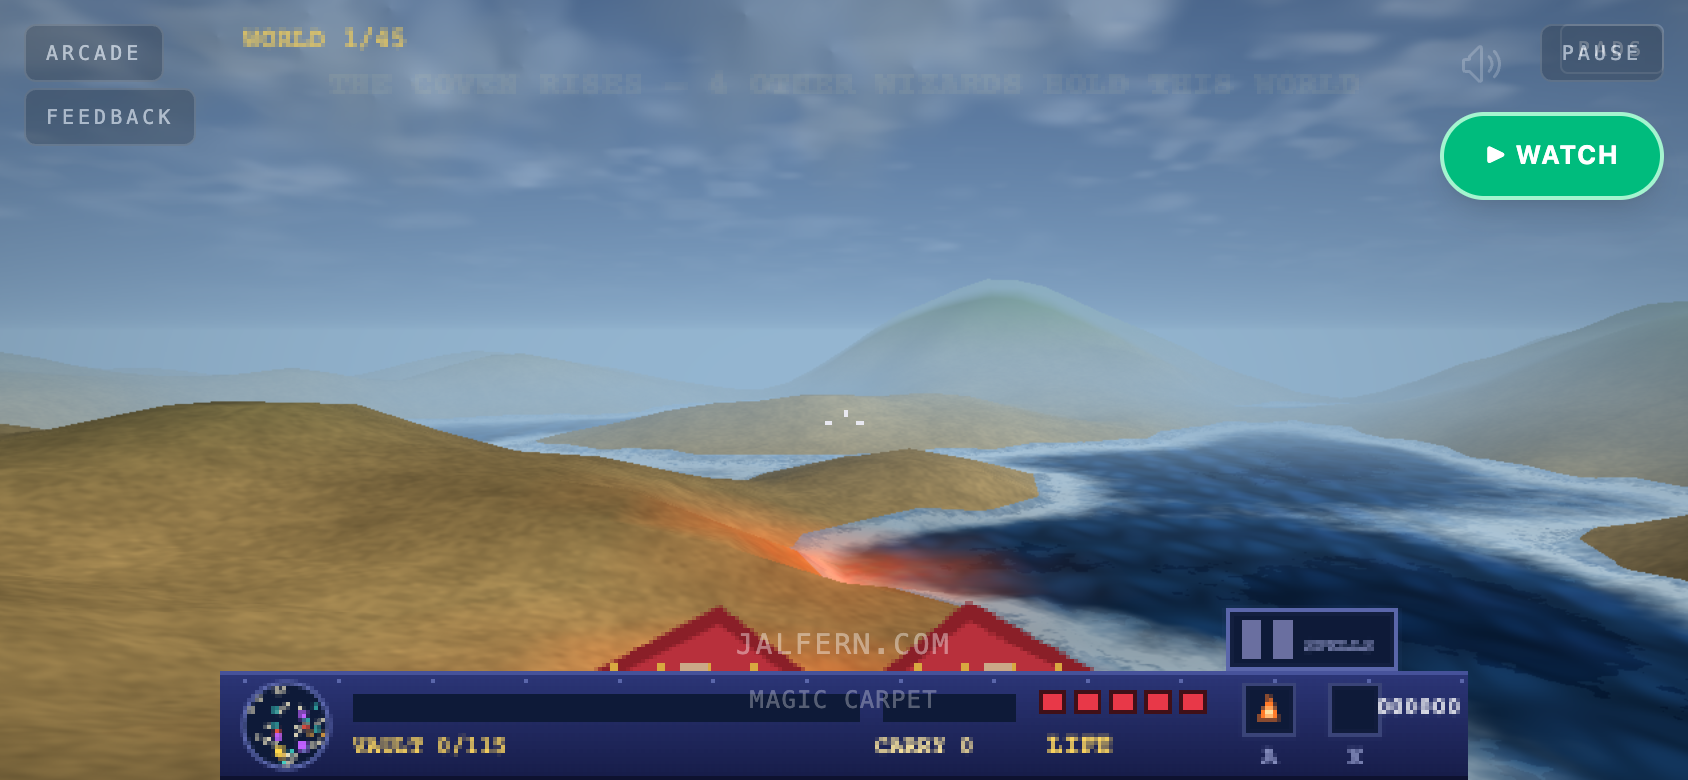 ARCADE
WORLD 1/45
PAUSE
THE COVEN RISES – 4 OTHER WIZARDS HOLD THIS WORLD
FEEDBACK
WATCH
JALFERN.COM
MAGIC CARPET
000000
VAULT 0/115
CARRY 0
LIFE
A
X